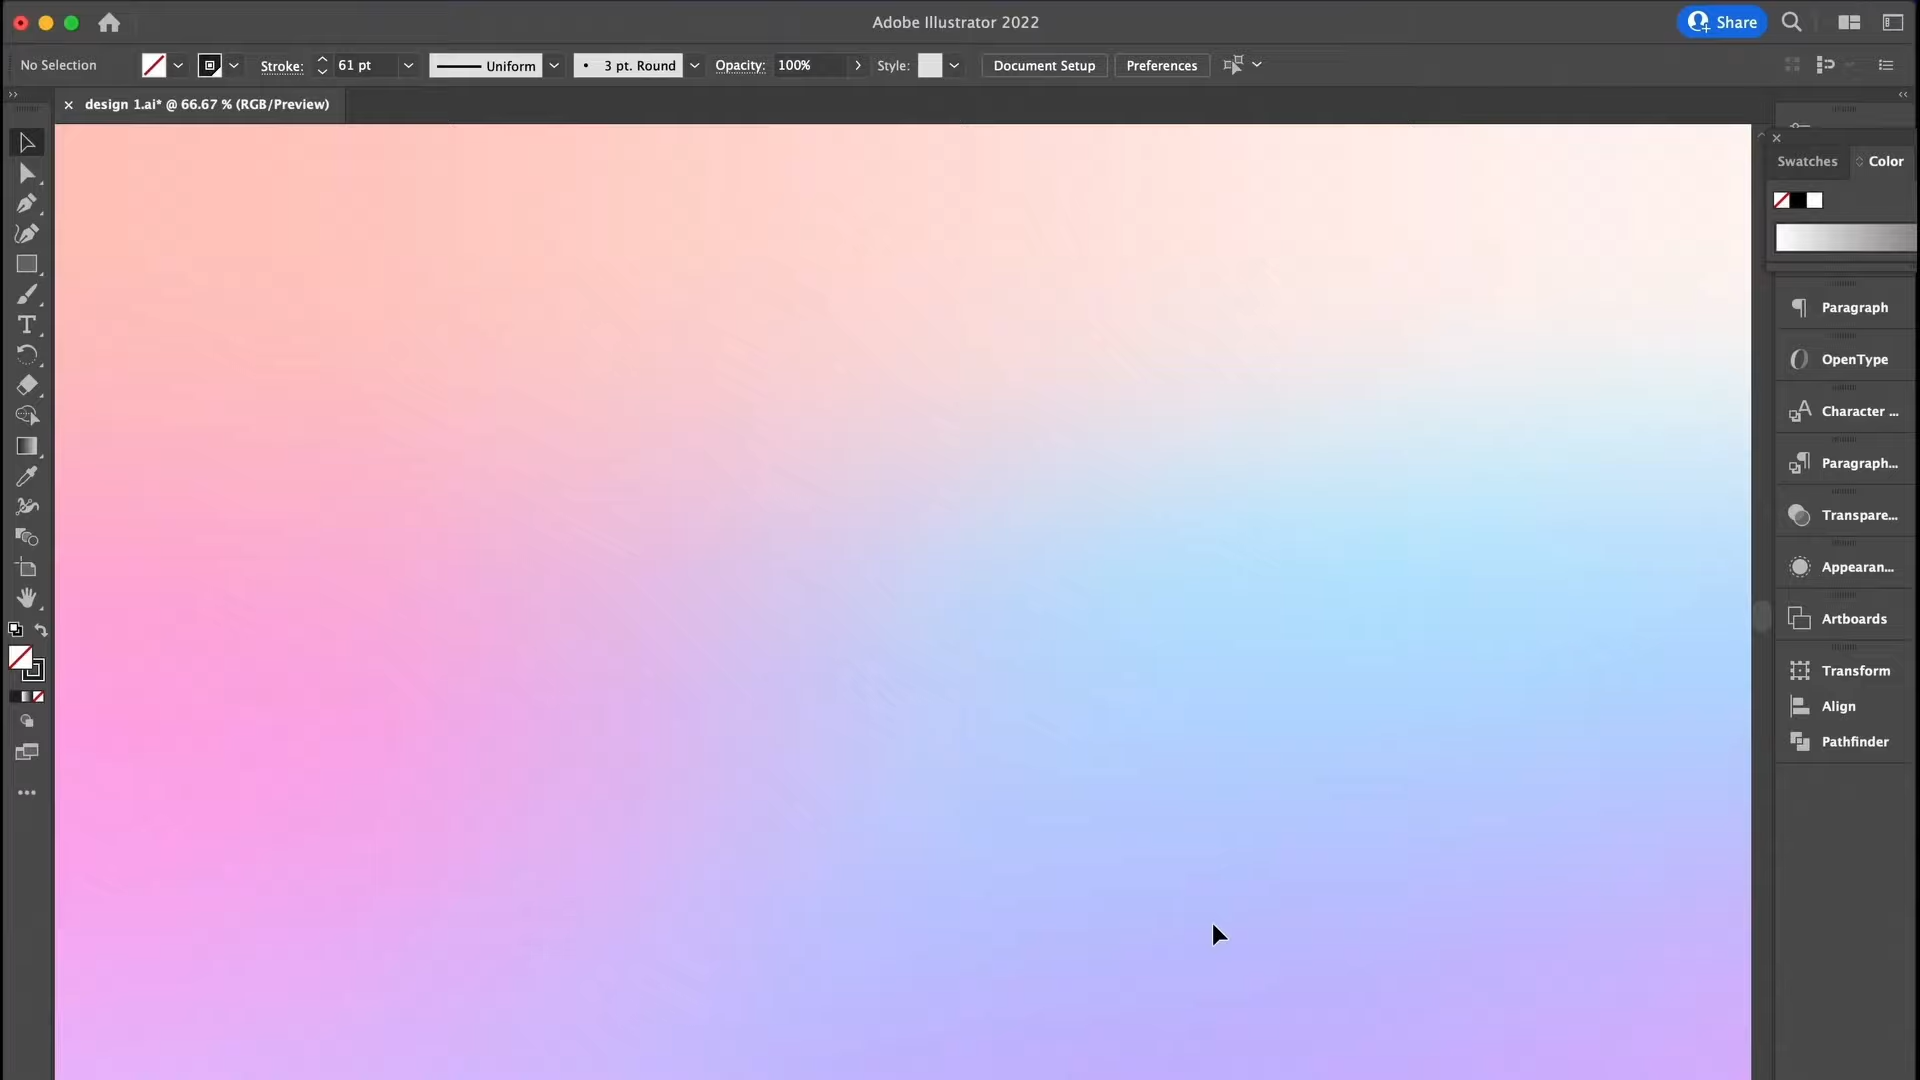 Adobe Illustrator 2022
Share
No Selection
Stroke: 61 pt
Uniform
3 pt. Round
Opacity: 100%
Style:
Document Setup
Preferences
design 1.ai* @ 66.67 % (RGB/Preview)
Swatches
Color
Paragraph
OpenType
Character ...
Paragraph...
Transpare...
Appearan...
Artboards
Transform
Align
Pathfinder